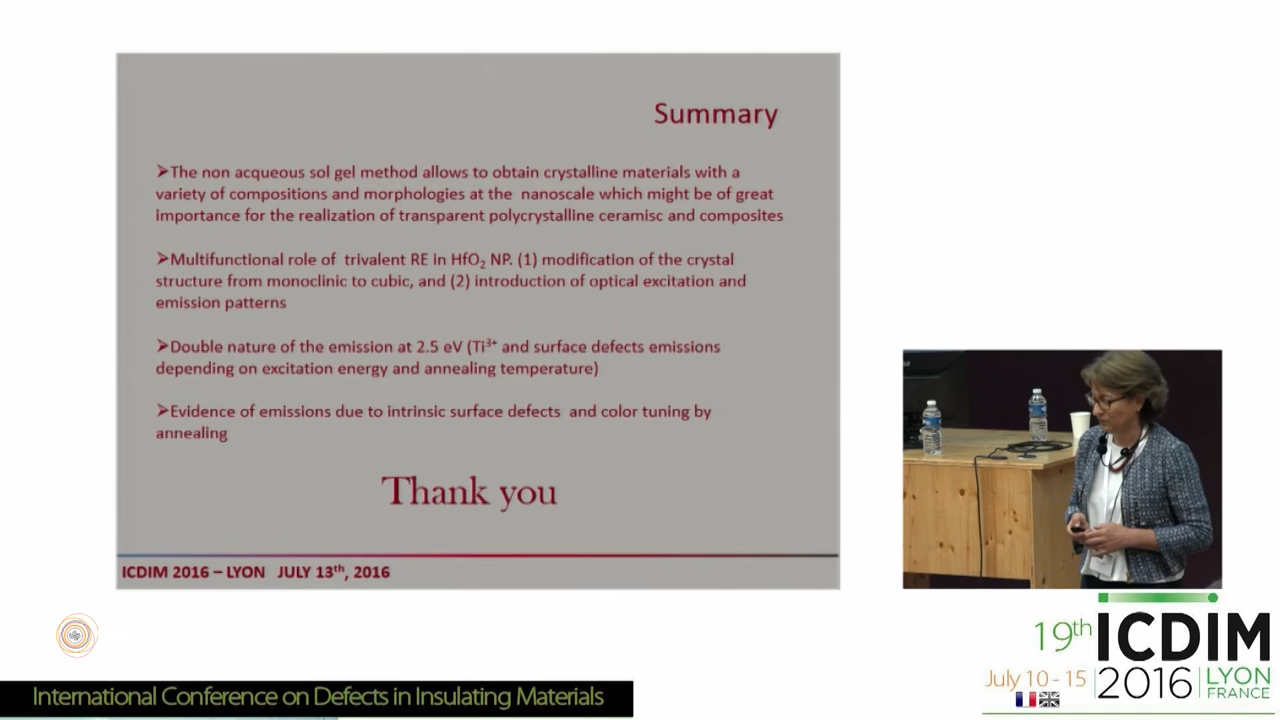 Summary
➢The non acqueous sol gel method allows to obtain crystalline materials with a
variety of compositions and morphologies at the nanoscale which might be of great
importance for the realization of transparent polycrystalline ceramisc and composites
➢Multifunctional role of trivalent RE in HfO₂ NP. (1) modification of the crystal
structure from monoclinic to cubic, and (2) introduction of optical excitation and
emission patterns
➢Double nature of the emission at 2.5 eV (Ti³⁺ and surface defects emissions
depending on excitation energy and annealing temperature)
➢Evidence of emissions due to intrinsic surface defects and color tuning by
annealing
Thank you
ICDIM 2016 – LYON JULY 13th, 2016
19th ICDIM
July 10 - 15 2016 LYON
FRANCE
International Conference on Defects in Insulating Materials